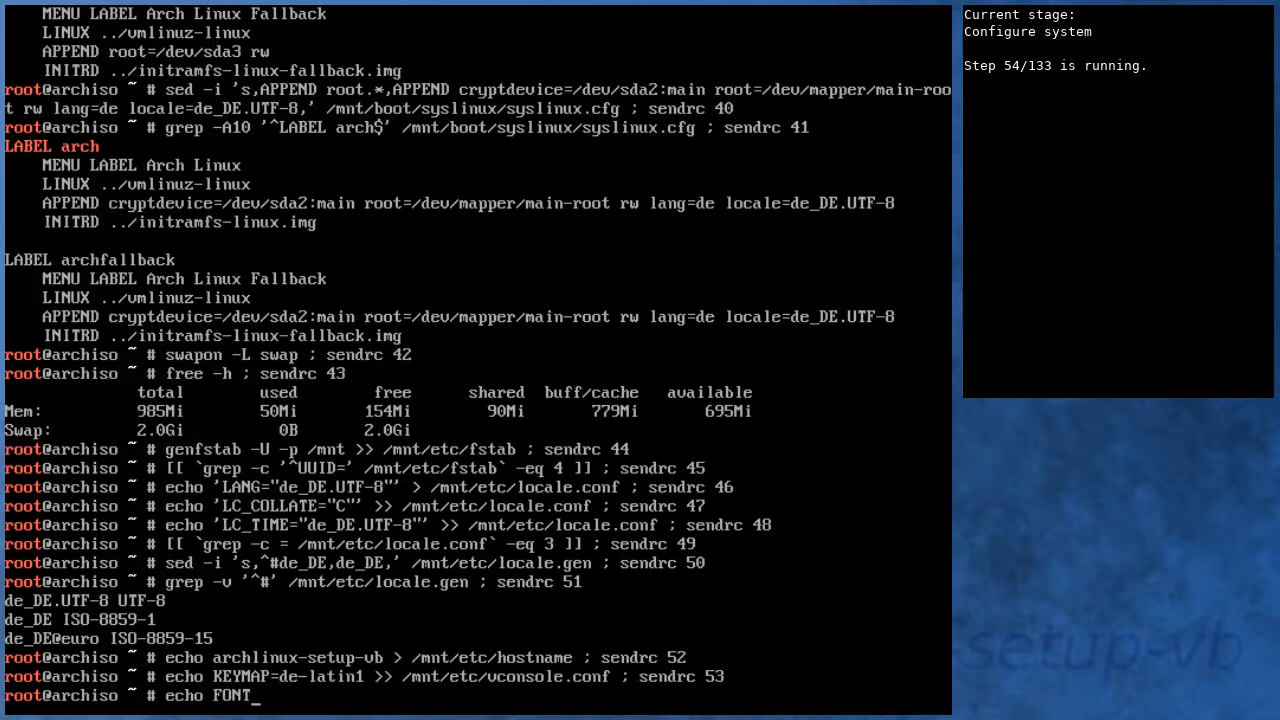 MENU LABEL Arch Linux Fallback
    LINUX ../vmlinuz-linux
    APPEND root=/dev/sda3 rw
    INITRD ../initramfs-linux-fallback.img
root@archiso ~ # sed -i 's,APPEND root.*,APPEND cryptdevice=/dev/sda2:main root=/dev/mapper/main-roo
t rw lang=de locale=de_DE.UTF-8,' /mnt/boot/syslinux/syslinux.cfg ; sendrc 40
root@archiso ~ # grep -A10 '^LABEL arch$' /mnt/boot/syslinux/syslinux.cfg ; sendrc 41
LABEL arch
    MENU LABEL Arch Linux
    LINUX ../vmlinuz-linux
    APPEND cryptdevice=/dev/sda2:main root=/dev/mapper/main-root rw lang=de locale=de_DE.UTF-8
    INITRD ../initramfs-linux.img

LABEL archfallback
    MENU LABEL Arch Linux Fallback
    LINUX ../vmlinuz-linux
    APPEND cryptdevice=/dev/sda2:main root=/dev/mapper/main-root rw lang=de locale=de_DE.UTF-8
    INITRD ../initramfs-linux-fallback.img
root@archiso ~ # swapon -L swap ; sendrc 42
root@archiso ~ # free -h ; sendrc 43
              total        used        free      shared  buff/cache   available
Mem:          985Mi        50Mi       154Mi        90Mi       779Mi       695Mi
Swap:         2.0Gi          0B       2.0Gi
root@archiso ~ # genfstab -U -p /mnt >> /mnt/etc/fstab ; sendrc 44
root@archiso ~ # [[ `grep -c '^UUID=' /mnt/etc/fstab` -eq 4 ]] ; sendrc 45
root@archiso ~ # echo 'LANG="de_DE.UTF-8"' > /mnt/etc/locale.conf ; sendrc 46
root@archiso ~ # echo 'LC_COLLATE="C"' >> /mnt/etc/locale.conf ; sendrc 47
root@archiso ~ # echo 'LC_TIME="de_DE.UTF-8"' >> /mnt/etc/locale.conf ; sendrc 48
root@archiso ~ # [[ `grep -c = /mnt/etc/locale.conf` -eq 3 ]] ; sendrc 49
root@archiso ~ # sed -i 's,^#de_DE,de_DE,' /mnt/etc/locale.gen ; sendrc 50
root@archiso ~ # grep -v '^#' /mnt/etc/locale.gen ; sendrc 51
de_DE.UTF-8 UTF-8
de_DE ISO-8859-1
de_DE@euro ISO-8859-15
root@archiso ~ # echo archlinux-setup-vb > /mnt/etc/hostname ; sendrc 52
root@archiso ~ # echo KEYMAP=de-latin1 >> /mnt/etc/vconsole.conf ; sendrc 53
root@archiso ~ # echo FONT_
Current stage:
Configure system

Step 54/133 is running.
setup-vb